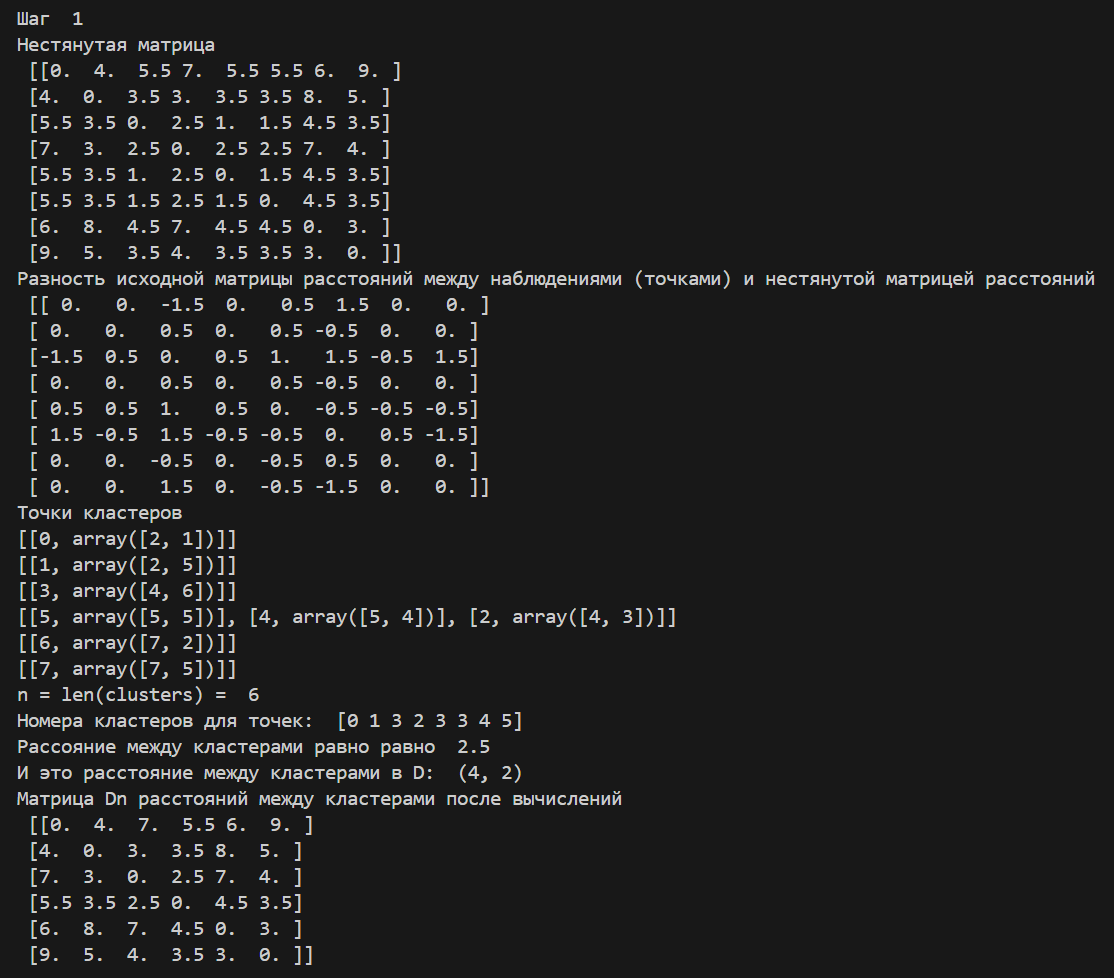 Шаг  1
Нестянутая матрица
 [[0.  4.  5.5 7.  5.5 5.5 6.  9. ]
 [4.  0.  3.5 3.  3.5 3.5 8.  5. ]
 [5.5 3.5 0.  2.5 1.  1.5 4.5 3.5]
 [7.  3.  2.5 0.  2.5 2.5 7.  4. ]
 [5.5 3.5 1.  2.5 0.  1.5 4.5 3.5]
 [5.5 3.5 1.5 2.5 1.5 0.  4.5 3.5]
 [6.  8.  4.5 7.  4.5 4.5 0.  3. ]
 [9.  5.  3.5 4.  3.5 3.5 3.  0. ]]
Разность исходной матрицы расстояний между наблюдениями (точками) и нестянутой матрицей расстояний
 [[ 0.   0.  -1.5  0.   0.5  1.5  0.   0. ]
 [ 0.   0.   0.5  0.   0.5 -0.5  0.   0. ]
 [-1.5  0.5  0.   0.5  1.   1.5 -0.5  1.5]
 [ 0.   0.   0.5  0.   0.5 -0.5  0.   0. ]
 [ 0.5  0.5  1.   0.5  0.  -0.5 -0.5 -0.5]
 [ 1.5 -0.5  1.5 -0.5 -0.5  0.   0.5 -1.5]
 [ 0.   0.  -0.5  0.  -0.5  0.5  0.   0. ]
 [ 0.   0.   1.5  0.  -0.5 -1.5  0.   0. ]]
Точки кластеров
[[0, array([2, 1])]]
[[1, array([2, 5])]]
[[3, array([4, 6])]]
[[5, array([5, 5])], [4, array([5, 4])], [2, array([4, 3])]]
[[6, array([7, 2])]]
[[7, array([7, 5])]]
n = len(clusters) =  6
Номера кластеров для точек:  [0 1 3 2 3 3 4 5]
Рассояние между кластерами равно равно  2.5
И это расстояние между кластерами в D:  (4, 2)
Матрица Dn расстояний между кластерами после вычислений
 [[0.  4.  7.  5.5 6.  9. ]
 [4.  0.  3.  3.5 8.  5. ]
 [7.  3.  0.  2.5 7.  4. ]
 [5.5 3.5 2.5 0.  4.5 3.5]
 [6.  8.  7.  4.5 0.  3. ]
 [9.  5.  4.  3.5 3.  0. ]]